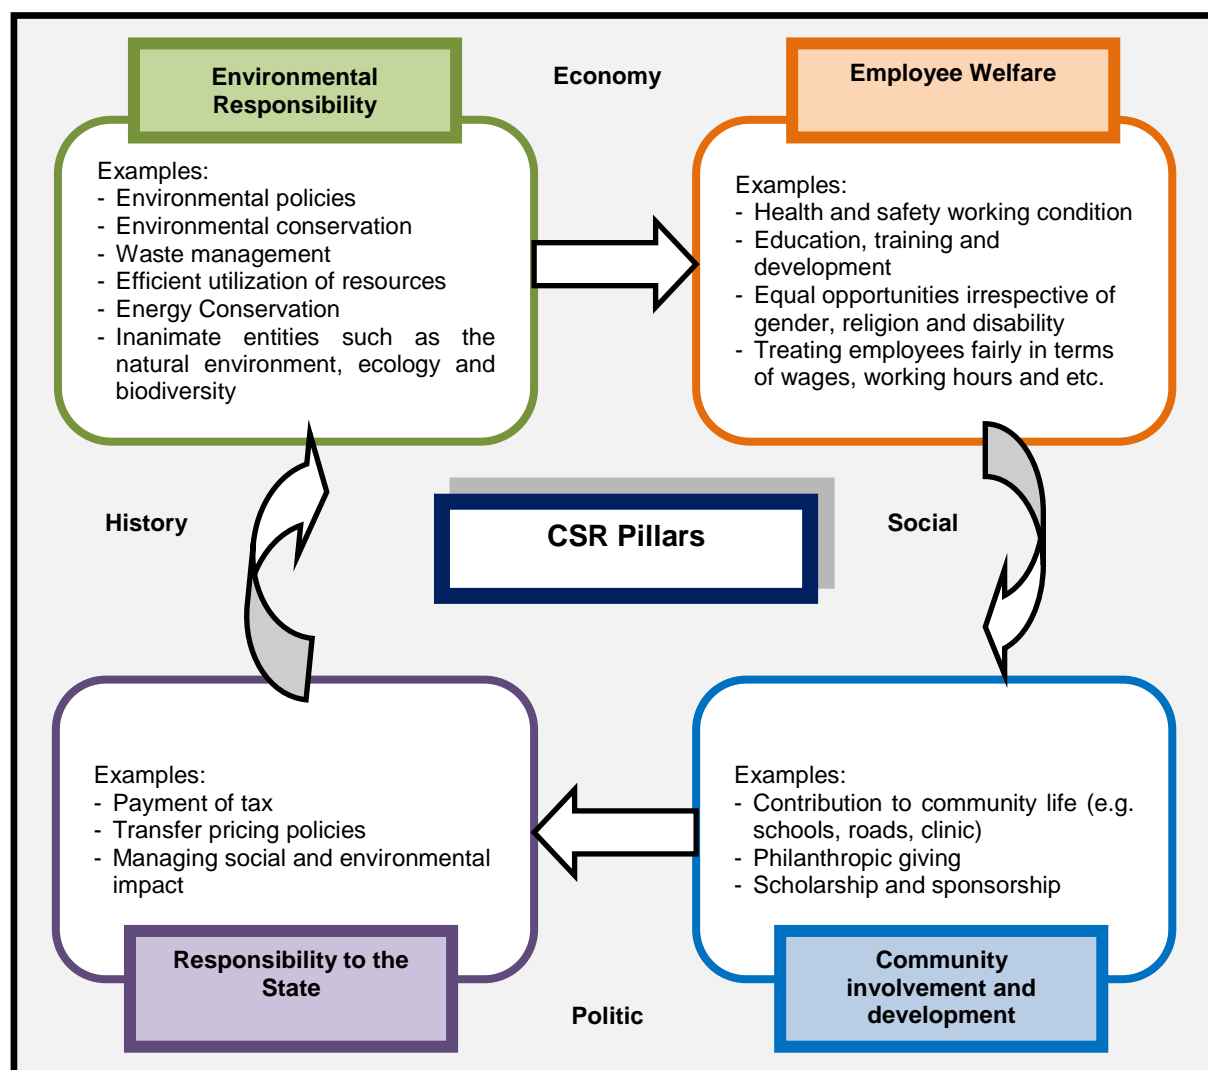 Environmental
Responsibility
Economy
Employee Welfare
Examples:
- Environmental policies
- Environmental conservation
- Waste management
- Efficient utilization of resources
- Energy Conservation
- Inanimate entities such as the
natural environment, ecology and
biodiversity
Examples:
- Health and safety working condition
- Education, training and
development
- Equal opportunities irrespective of
gender, religion and disability
- Treating employees fairly in terms
of wages, working hours and etc.
History
CSR Pillars
Social
Examples:
- Payment of tax
- Transfer pricing policies
- Managing social and environmental
impact
Responsibility to the
State
Examples:
- Contribution to community life (e.g.
schools, roads, clinic)
- Philanthropic giving
- Scholarship and sponsorship
Community
involvement and
development
Politic